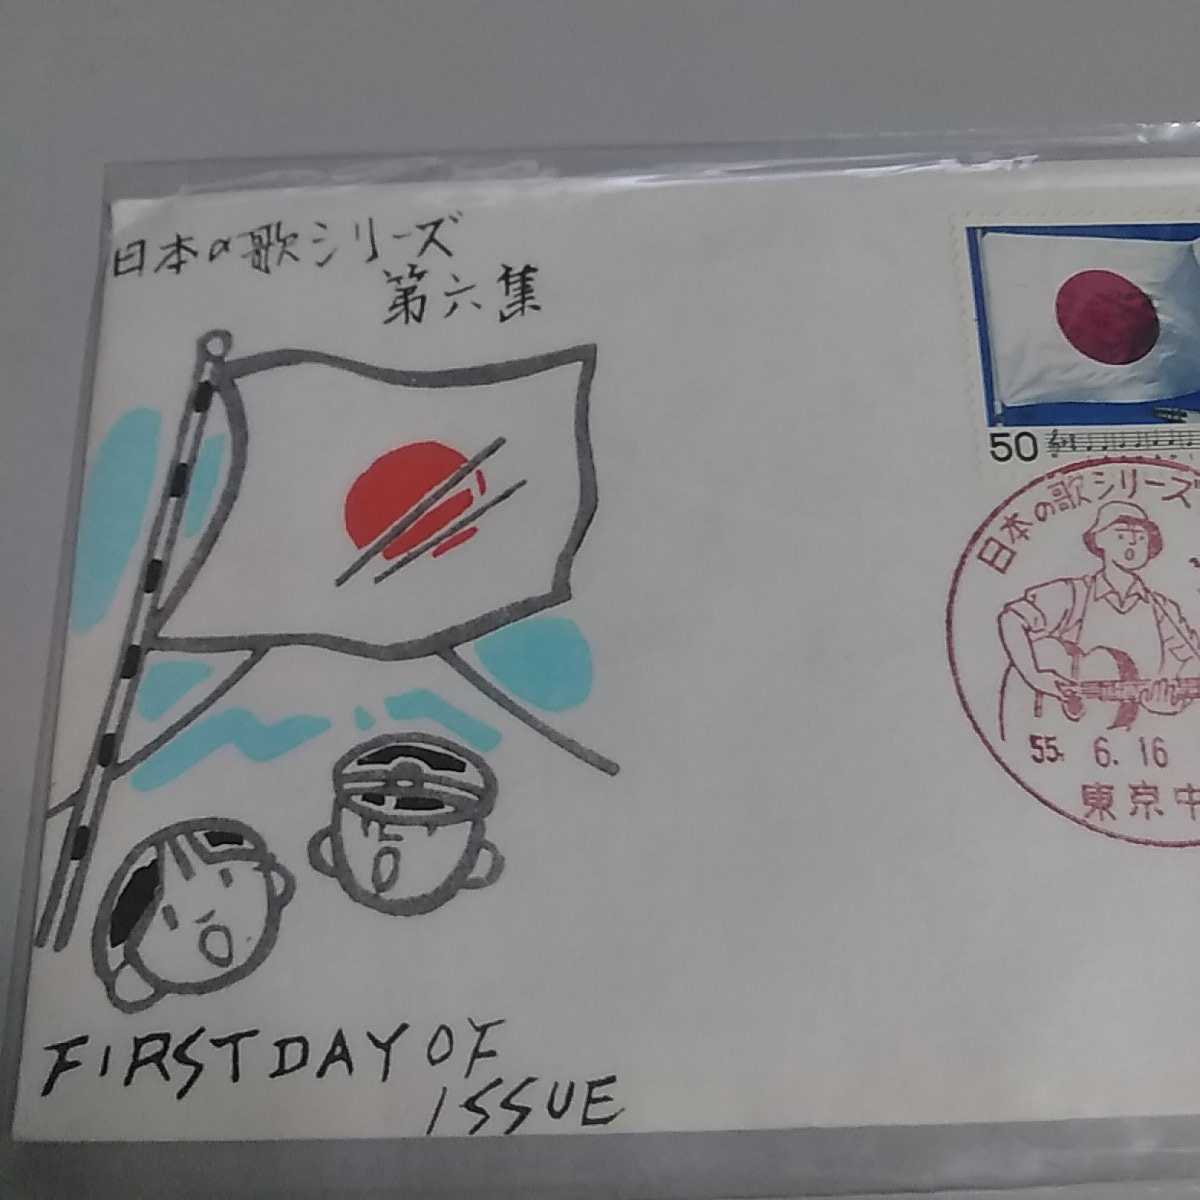 日本の歌シリーズ
第六集
50
日本の歌シリーズ
55. 6. 16
東京中
FIRST DAY OF
ISSUE